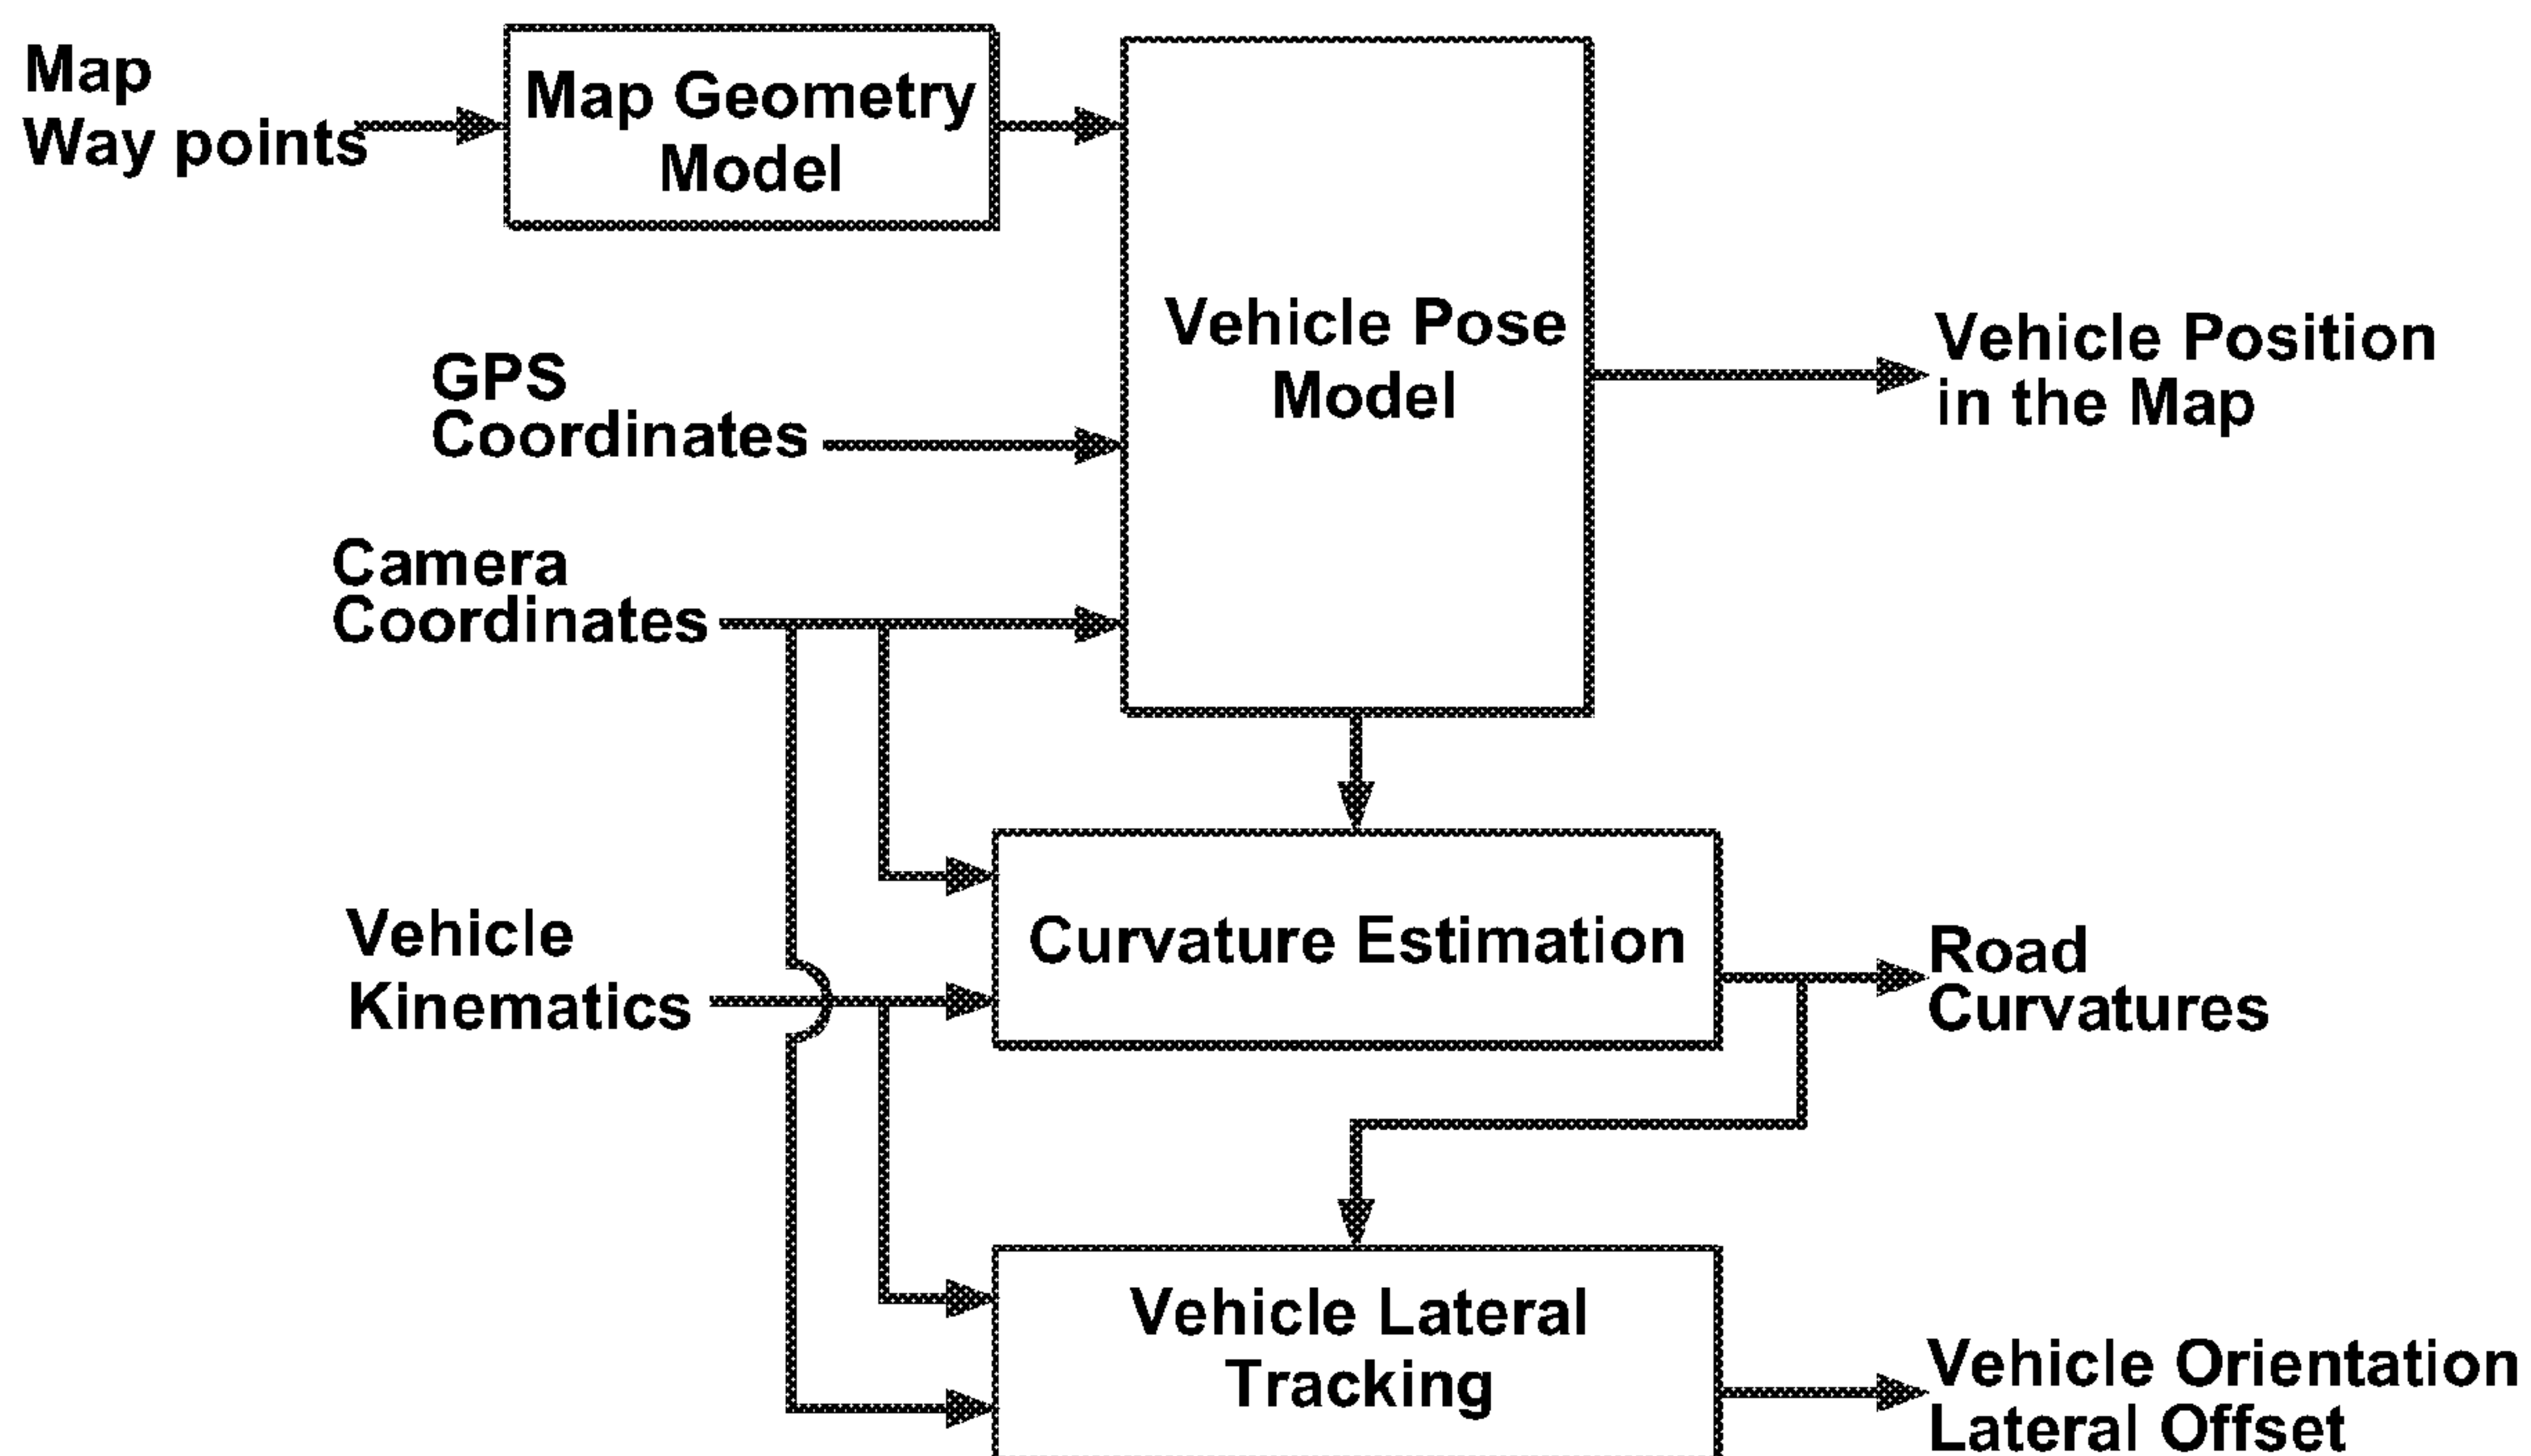 Map
Way points
Map Geometry
Model
GPS
Coordinates
Camera
Coordinates
Vehicle Pose
Model
Vehicle Position
in the Map
Vehicle
Kinematics
Curvature Estimation
Road
Curvatures
Vehicle Lateral
Tracking
Vehicle Orientation
Lateral Offset